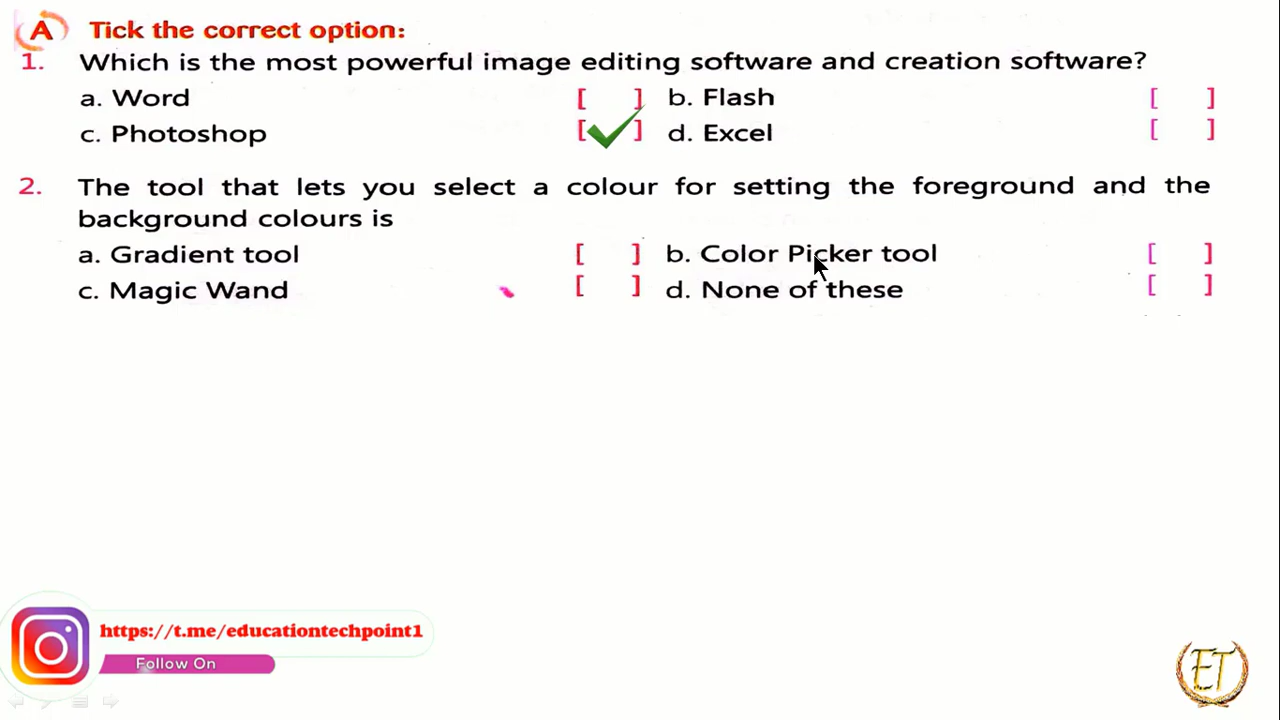 A Tick the correct option:
1. Which is the most powerful image editing software and creation software?
a. Word [ ] b. Flash [ ]
c. Photoshop [ ] d. Excel [ ]
2. The tool that lets you select a colour for setting the foreground and the
background colours is
a. Gradient tool [ ] b. Color Picker tool [ ]
c. Magic Wand [ ] d. None of these [ ]
https://t.me/educationtechpoint1
Follow On
ET